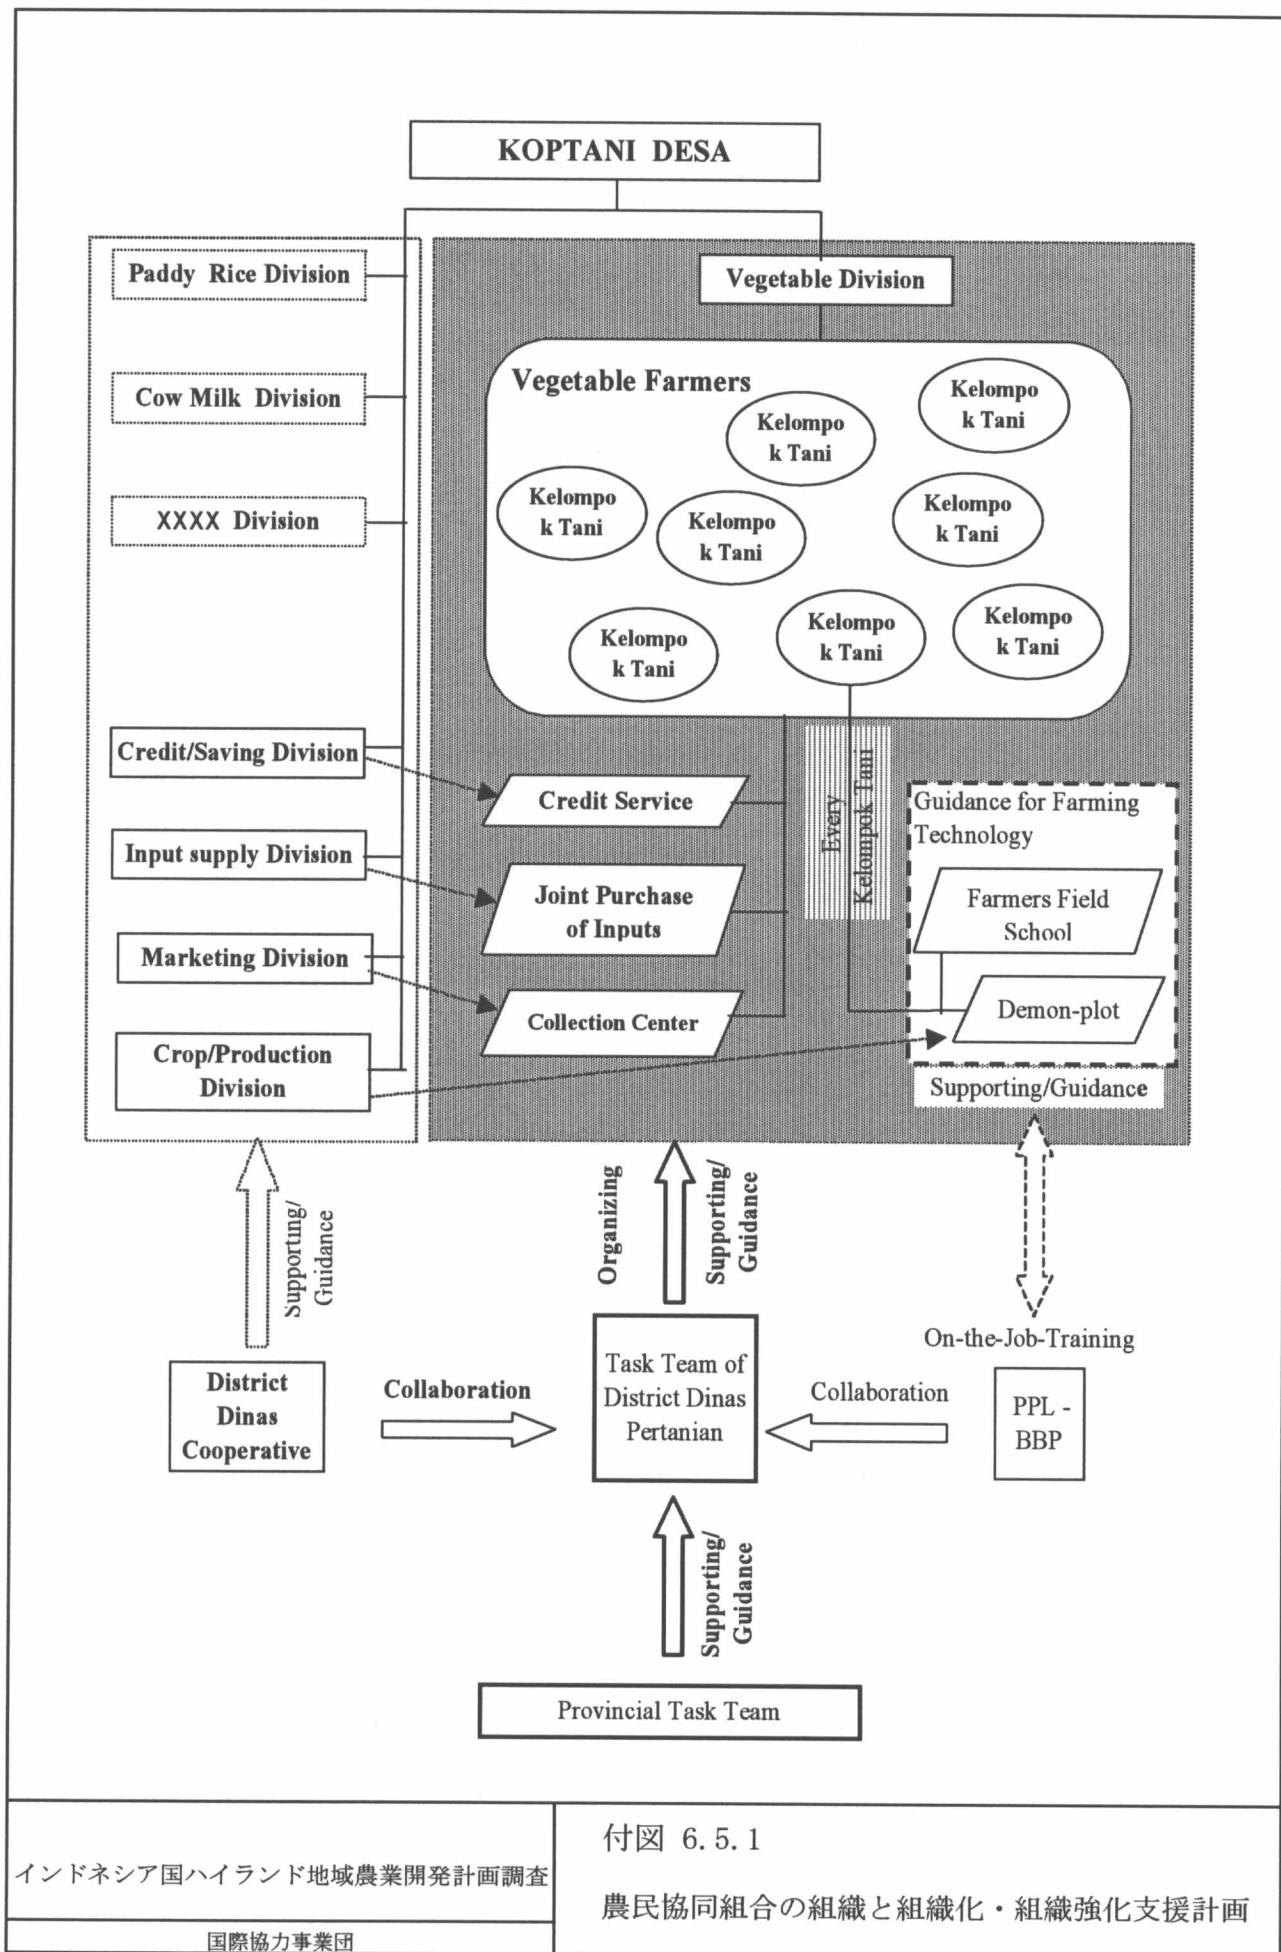 KOPTANI DESA
Paddy Rice Division
Cow Milk Division
XXXX Division
Credit/Saving Division
Input supply Division
Marketing Division
Crop/Production
Division
Vegetable Division
Vegetable Farmers
Kelompo
k Tani
Kelompo
k Tani
Kelompo
k Tani
Kelompo
k Tani
Kelompo
k Tani
Kelompo
k Tani
Kelompo
k Tani
Kelompo
k Tani
Credit Service
Joint Purchase
of Inputs
Collection Center
Every
Kelompok Tani
Guidance for Farming
Technology
Farmers Field
School
Demon-plot
Supporting/Guidance
Supporting/
Guidance
Organizing
Supporting/
Guidance
On-the-Job-Training
District
Dinas
Cooperative
Collaboration
Task Team of
District Dinas
Pertanian
Collaboration
PPL -
BBP
Supporting/
Guidance
Provincial Task Team
インドネシア国ハイランド地域農業開発計画調査
国際協力事業団
付図 6.5.1
農民協同組合の組織と組織化・組織強化支援計画